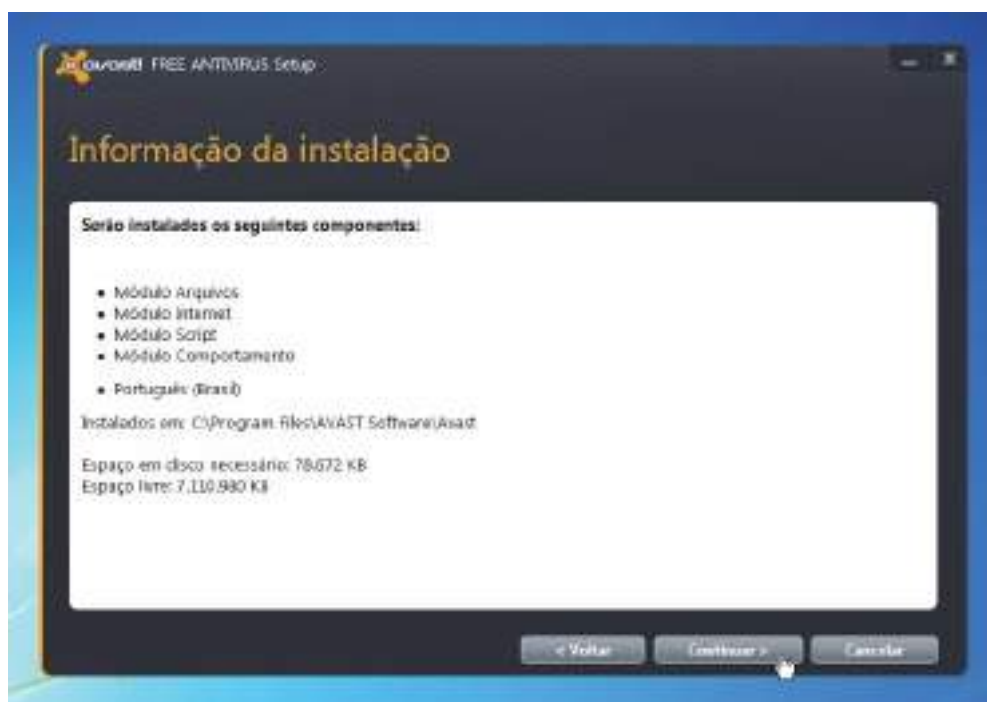 avast! FREE ANTIVIRUS Setup
Informação da instalação
Serão instalados os seguintes componentes:
• Módulo Arquivos
• Módulo Internet
• Módulo Script
• Módulo Comportamento
• Português (Brasil)
Instalados em: C:\Program Files\AVAST Software\Avast
Espaço em disco necessário: 78.672 KB
Espaço livre: 7.110.980 KB
< Voltar
Continuar >
Cancelar